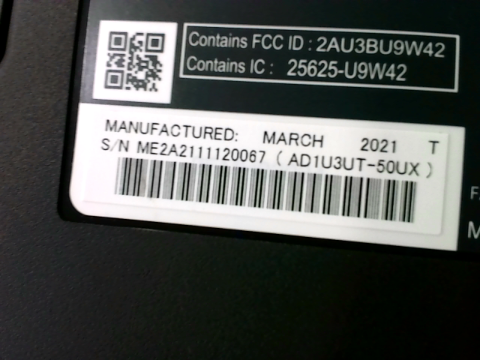 Contains FCC ID : 2AU3BU9W42
Contains IC : 25625-U9W42
MANUFACTURED: MARCH 2021 T
S/N ME2A2111120067 ( AD1U3UT-50UX )